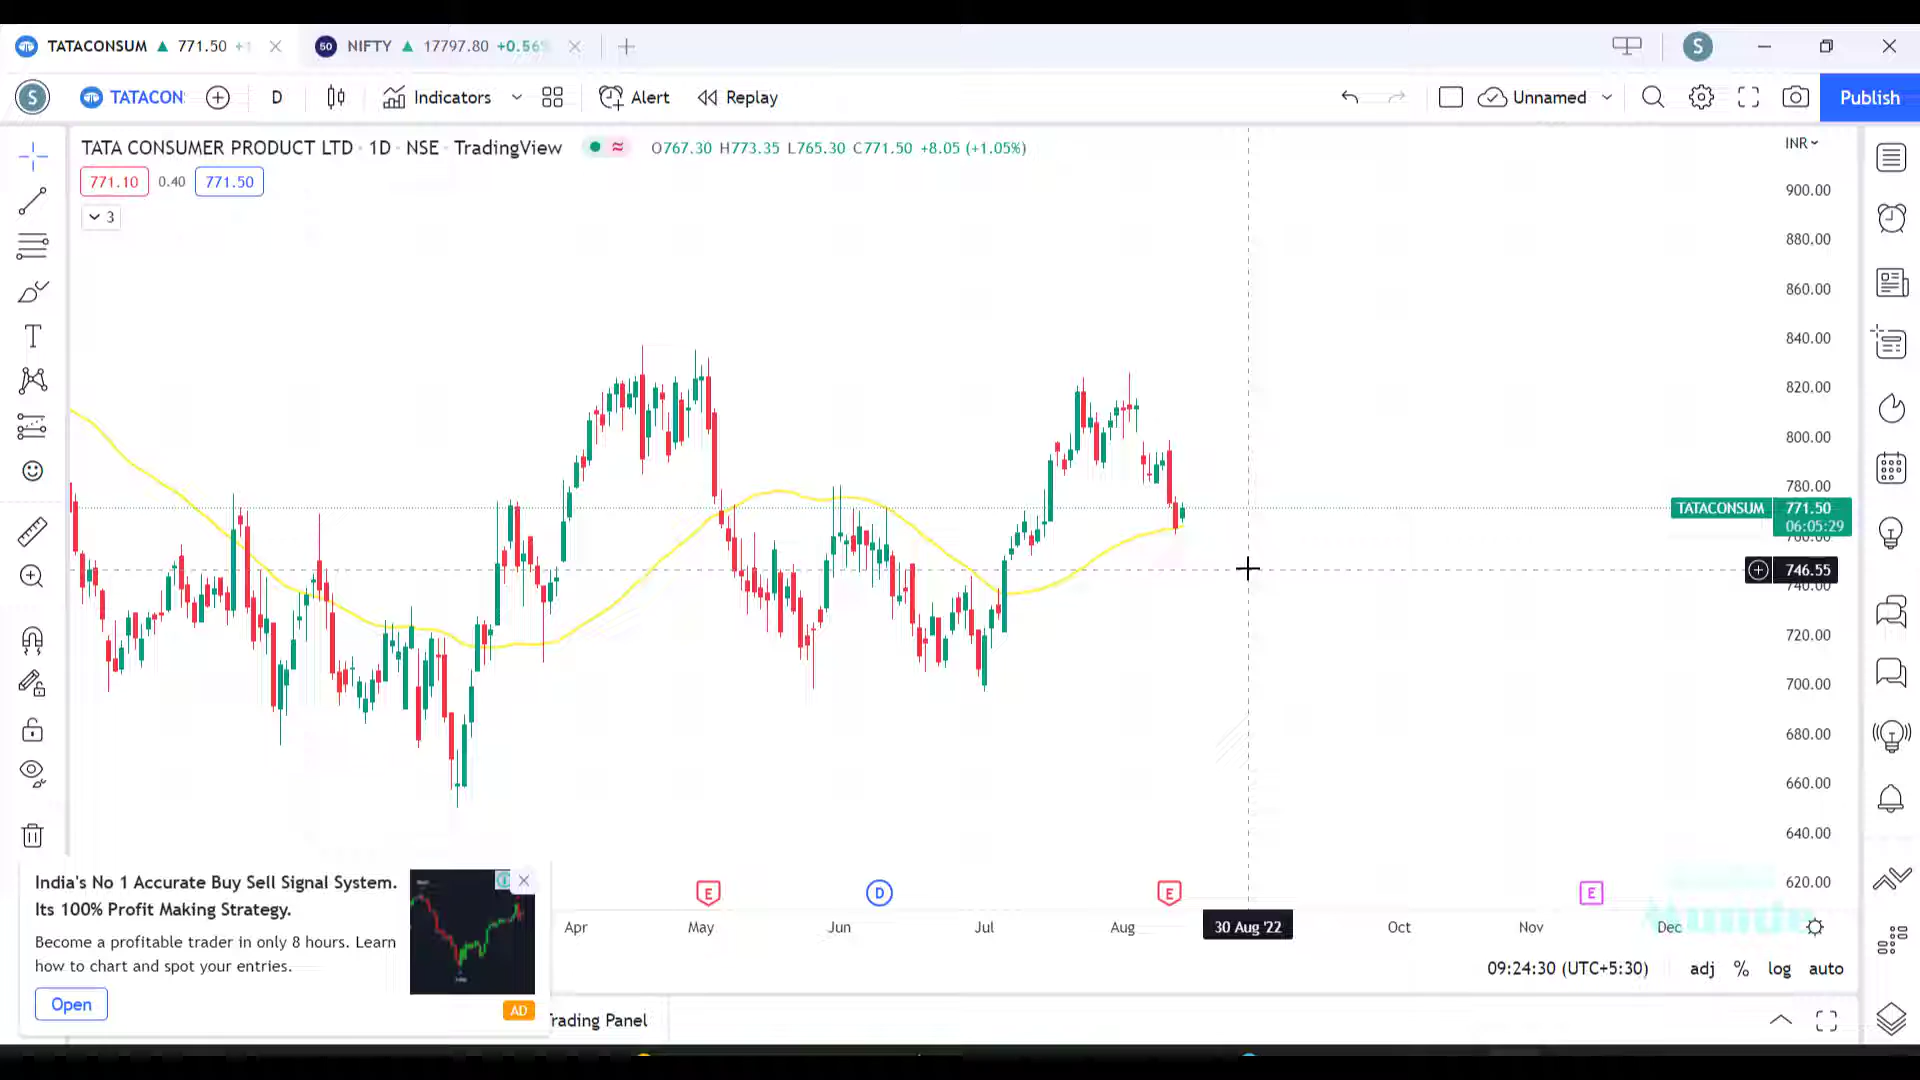 TATACONSUM ▲ 771.50
NIFTY ▲ 17797.80 +0.56%
S
S TATACON D Indicators Alert Replay Unnamed Publish
TATA CONSUMER PRODUCT LTD · 1D · NSE · TradingView O767.30 H773.35 L765.30 C771.50 +8.05 (+1.05%)
INR
771.10 0.40 771.50
3
900.00
880.00
860.00
840.00
820.00
800.00
780.00
TATACONSUM 771.50
06:05:29
760.00
746.55
740.00
720.00
700.00
680.00
660.00
640.00
620.00
E D E E
Apr May Jun Jul Aug 30 Aug '22 Oct Nov Dec
India's No 1 Accurate Buy Sell Signal System.
Its 100% Profit Making Strategy.
Become a profitable trader in only 8 hours. Learn
how to chart and spot your entries.
Open
AD
09:24:30 (UTC+5:30) adj % log auto
Trading Panel